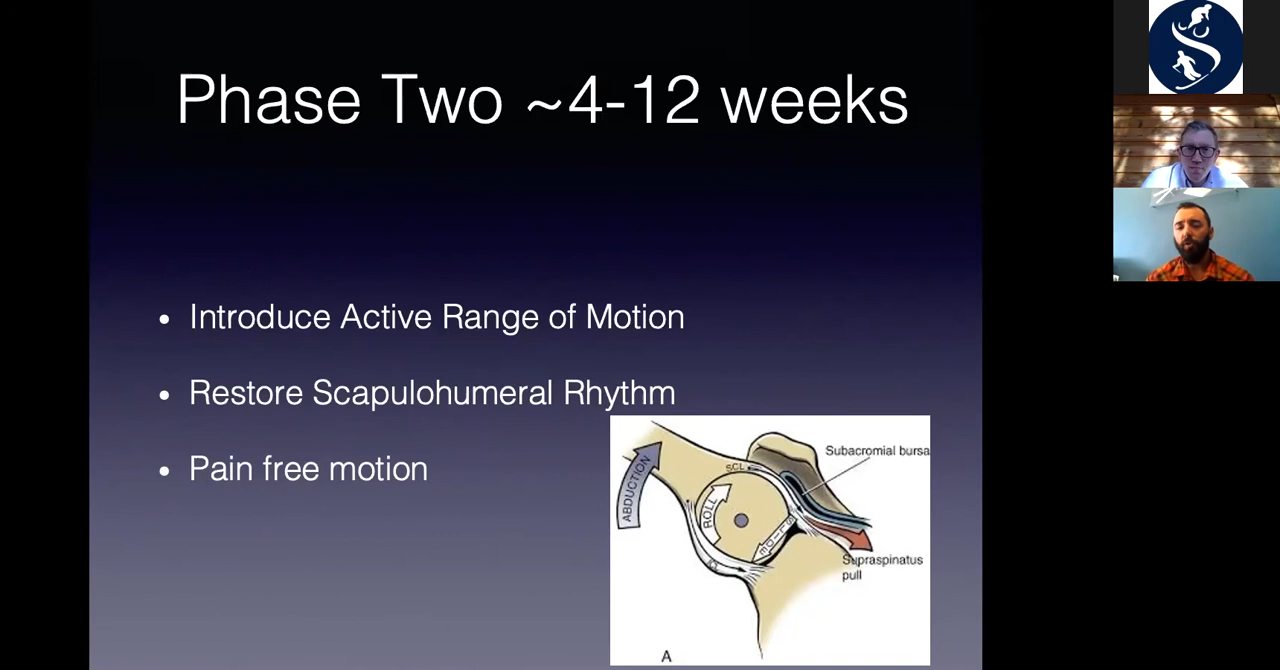 Phase Two ~4-12 weeks
• Introduce Active Range of Motion
• Restore Scapulohumeral Rhythm
• Pain free motion
Subacromial bursa
SCL
ABDUCTION
ROLL
SLIDE
Supraspinatus
pull
A